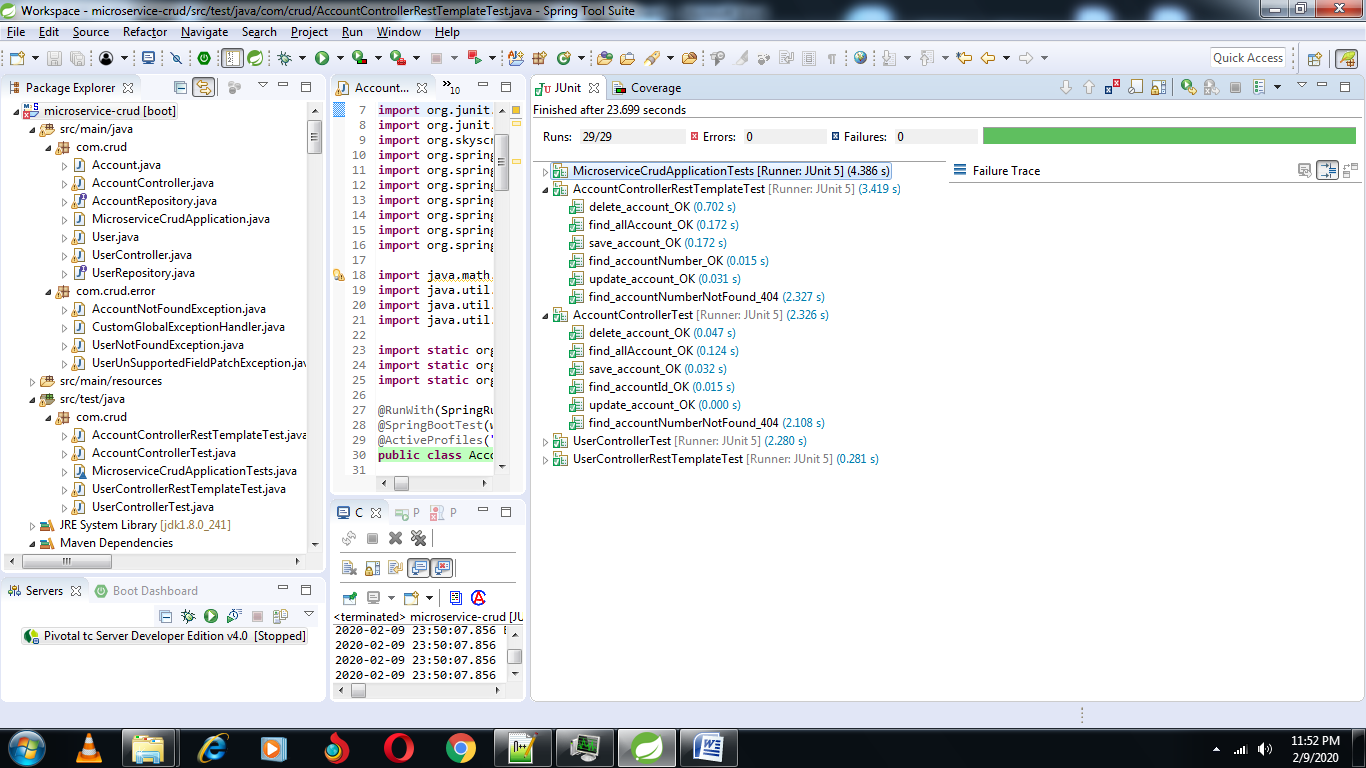 Workspace - microservice-crud/src/test/java/com/crud/AccountControllerRestTemplateTest.java - Spring Tool Suite
File Edit Source Refactor Navigate Search Project Run Window Help
Quick Access
Package Explorer
microservice-crud [boot]
src/main/java
com.crud
Account.java
AccountController.java
AccountRepository.java
MicroserviceCrudApplication.java
User.java
UserController.java
UserRepository.java
com.crud.error
AccountNotFoundException.java
CustomGlobalExceptionHandler.java
UserNotFoundException.java
UserUnSupportedFieldPatchException.jav
src/main/resources
src/test/java
com.crud
AccountControllerRestTemplateTest.java
AccountControllerTest.java
MicroserviceCrudApplicationTests.java
UserControllerRestTemplateTest.java
UserControllerTest.java
JRE System Library [jdk1.8.0_241]
Maven Dependencies
Servers Boot Dashboard
Pivotal tc Server Developer Edition v4.0 [Stopped]
Account... »10
7 import org.junit.
8 import org.junit.
9 import org.skyscr
10 import org.spring
11 import org.spring
12 import org.spring
13 import org.spring
14 import org.spring
15 import org.spring
16 import org.spring
17
18 import java.math.
19 import java.util.
20 import java.util.
21 import java.util.
22
23 import static org
24 import static org
25 import static org
26
27 @RunWith(SpringRu
28 @SpringBootTest(w
29 @ActiveProfiles("
30 public class Acco
31
C P P
<terminated> microservice-crud [JU
2020-02-09 23:50:07.856
2020-02-09 23:50:07.856
2020-02-09 23:50:07.856
2020-02-09 23:50:07.856
JUnit Coverage
Finished after 23.699 seconds
Runs: 29/29 Errors: 0 Failures: 0
MicroserviceCrudApplicationTests [Runner: JUnit 5] (4.386 s)
AccountControllerRestTemplateTest [Runner: JUnit 5] (3.419 s)
delete_account_OK (0.702 s)
find_allAccount_OK (0.172 s)
save_account_OK (0.172 s)
find_accountNumber_OK (0.015 s)
update_account_OK (0.031 s)
find_accountNumberNotFound_404 (2.327 s)
AccountControllerTest [Runner: JUnit 5] (2.326 s)
delete_account_OK (0.047 s)
find_allAccount_OK (0.124 s)
save_account_OK (0.032 s)
find_accountId_OK (0.015 s)
update_account_OK (0.000 s)
find_accountNumberNotFound_404 (2.108 s)
UserControllerTest [Runner: JUnit 5] (2.280 s)
UserControllerRestTemplateTest [Runner: JUnit 5] (0.281 s)
Failure Trace
11:52 PM
2/9/2020